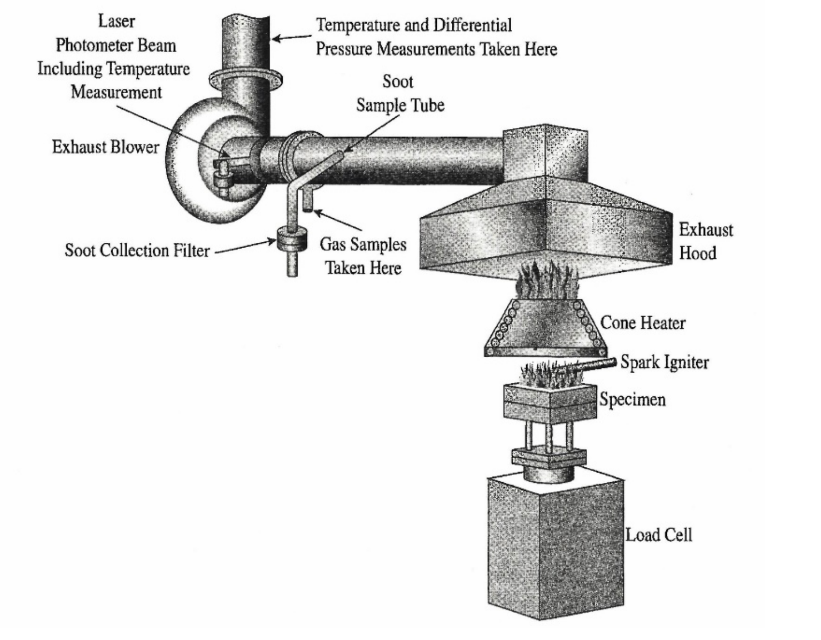 Laser
Photometer Beam
Including Temperature
Measurement
Temperature and Differential
Pressure Measurements Taken Here
Soot
Sample Tube
Exhaust Blower
Soot Collection Filter
Gas Samples
Taken Here
Exhaust
Hood
Cone Heater
Spark Igniter
Specimen
Load Cell